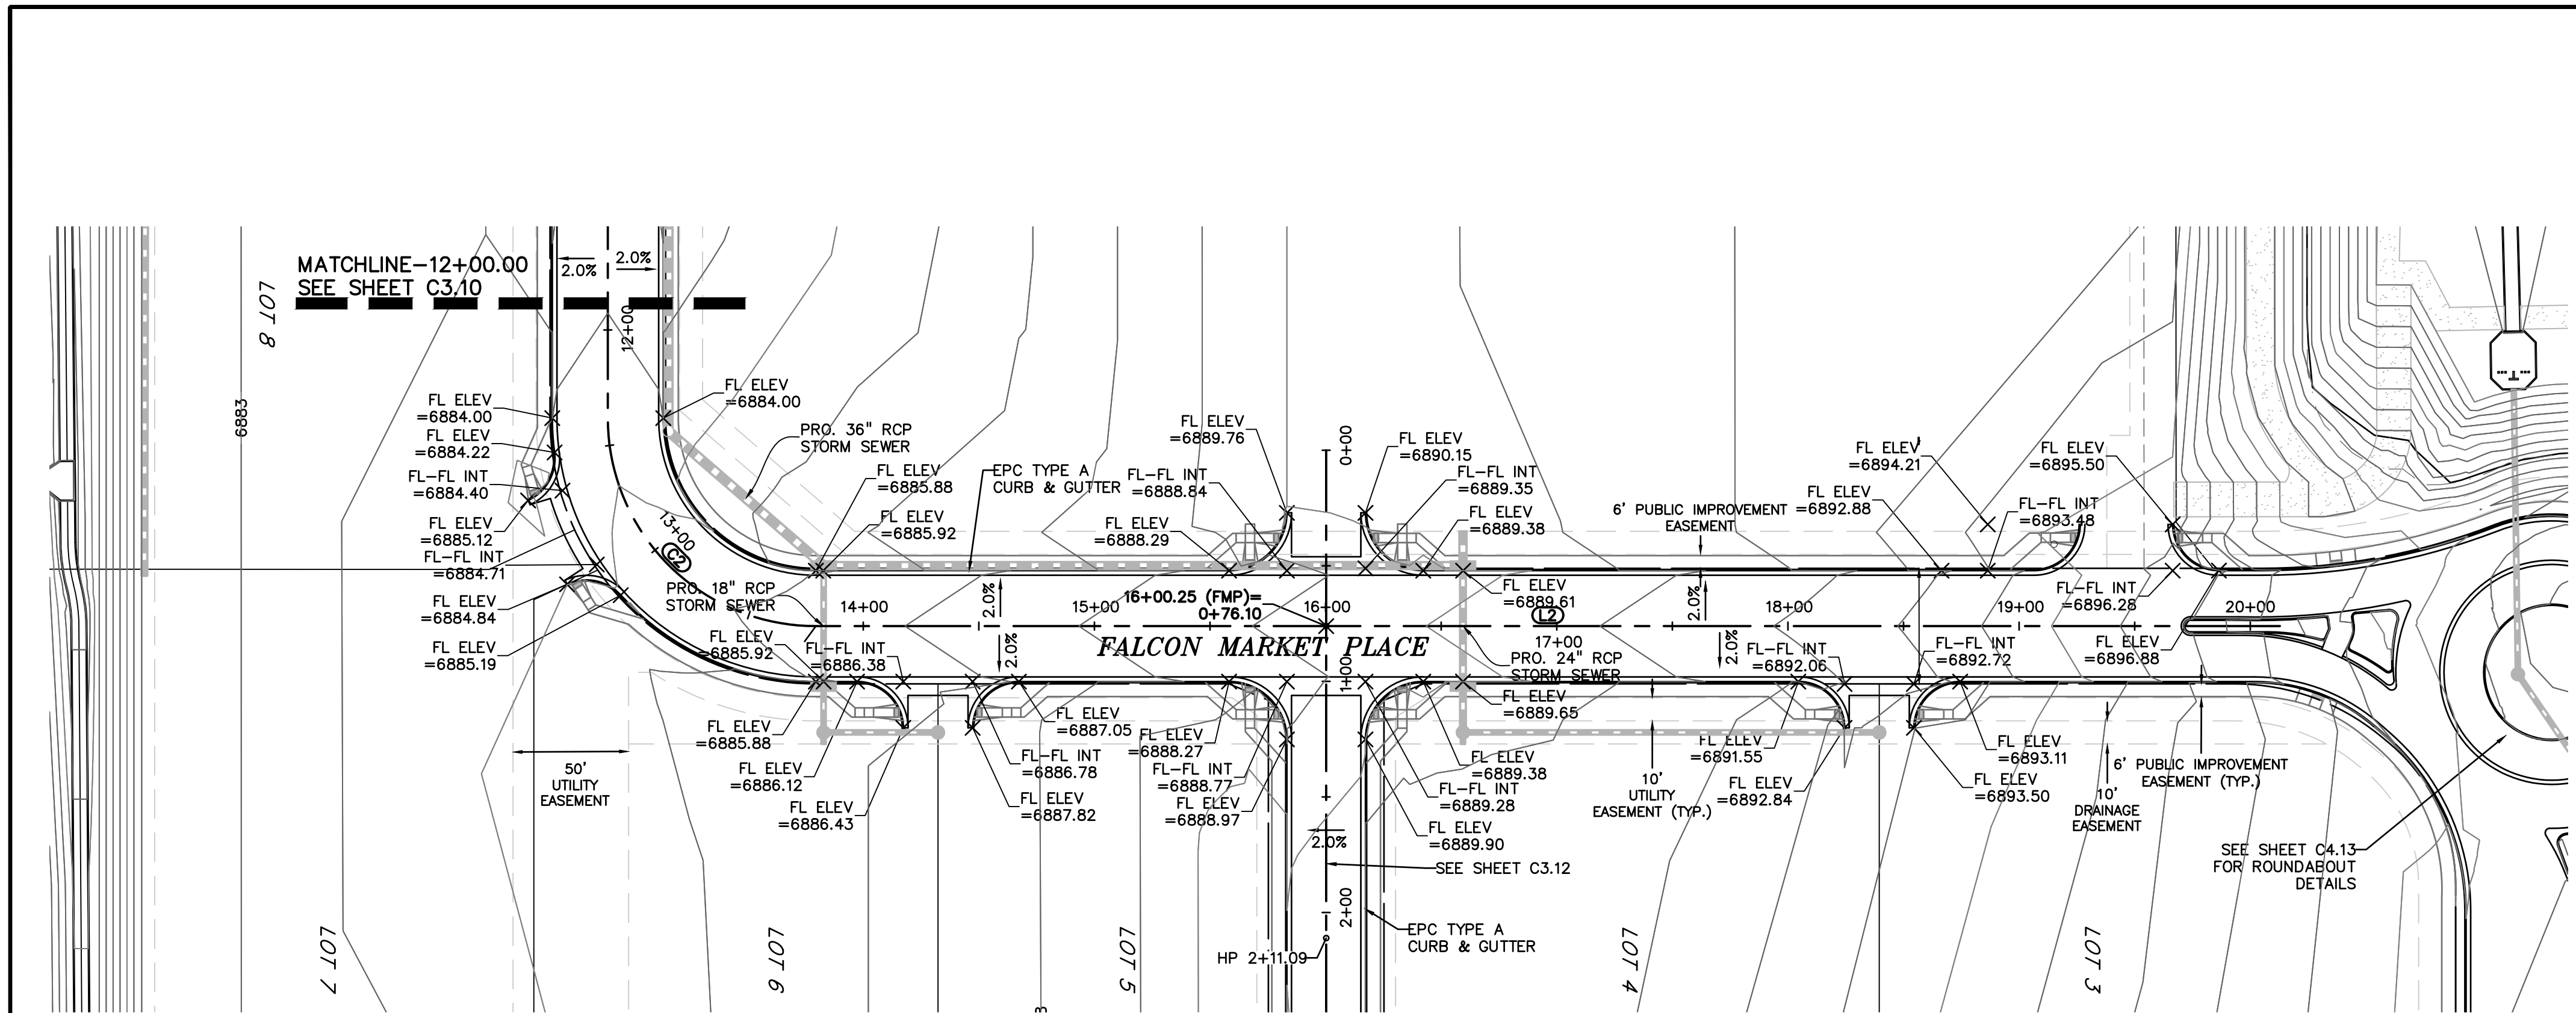 MATCHLINE-12+00.00
SEE SHEET C3.10
2.0%
2.0%
LOT 8
12+00
6883
FL ELEV
=6884.00
FL ELEV
=6884.22
FL-FL INT
=6884.40
FL ELEV
=6885.12
FL-FL INT
=6884.71
FL ELEV
=6884.84
FL ELEV
=6885.19
FL ELEV
=6884.00
PRO. 36" RCP
STORM SEWER
FL ELEV
=6885.88
FL ELEV
=6885.92
EPC TYPE A
CURB & GUTTER
FL ELEV
=6889.76
FL-FL INT
=6888.84
FL ELEV
=6888.29
0+00
FL ELEV
=6890.15
FL-FL INT
=6889.35
FL ELEV
=6889.38
6' PUBLIC IMPROVEMENT
EASEMENT
FL ELEV
=6894.21
FL ELEV
=6892.88
FL-FL INT
=6893.48
FL ELEV
=6895.50
13+00
C2
PRO. 18" RCP
STORM SEWER
14+00
2.0%
15+00
16+00.25 (FMP)=
0+76.10
16+00
FL ELEV
=6889.61
L2
17+00
2.0%
18+00
19+00
FL-FL INT
=6896.28
20+00
FALCON MARKET PLACE
FL ELEV
=6885.92
FL-FL INT
=6886.38
2.0%
1+00
PRO. 24" RCP
STORM SEWER
2.0%
FL-FL INT
=6892.06
FL-FL INT
=6892.72
FL ELEV
=6896.88
FL ELEV
=6885.88
FL ELEV
=6886.12
FL ELEV
=6886.43
FL ELEV
=6887.05
FL-FL INT
=6886.78
FL ELEV
=6887.82
FL ELEV
=6888.27
FL-FL INT
=6888.77
FL ELEV
=6888.97
FL ELEV
=6889.65
FL ELEV
=6889.38
FL-FL INT
=6889.28
FL ELEV
=6889.90
50'
UTILITY
EASEMENT
10'
UTILITY
EASEMENT (TYP.)
FL ELEV
=6891.55
FL ELEV
=6892.84
FL ELEV
=6893.11
FL ELEV
=6893.50
10'
DRAINAGE
EASEMENT
6' PUBLIC IMPROVEMENT
EASEMENT (TYP.)
SEE SHEET C4.13
FOR ROUNDABOUT
DETAILS
2.0%
SEE SHEET C3.12
2+00
EPC TYPE A
CURB & GUTTER
HP 2+11.09
LOT 7
LOT 6
LOT 5
LOT 4
LOT 3